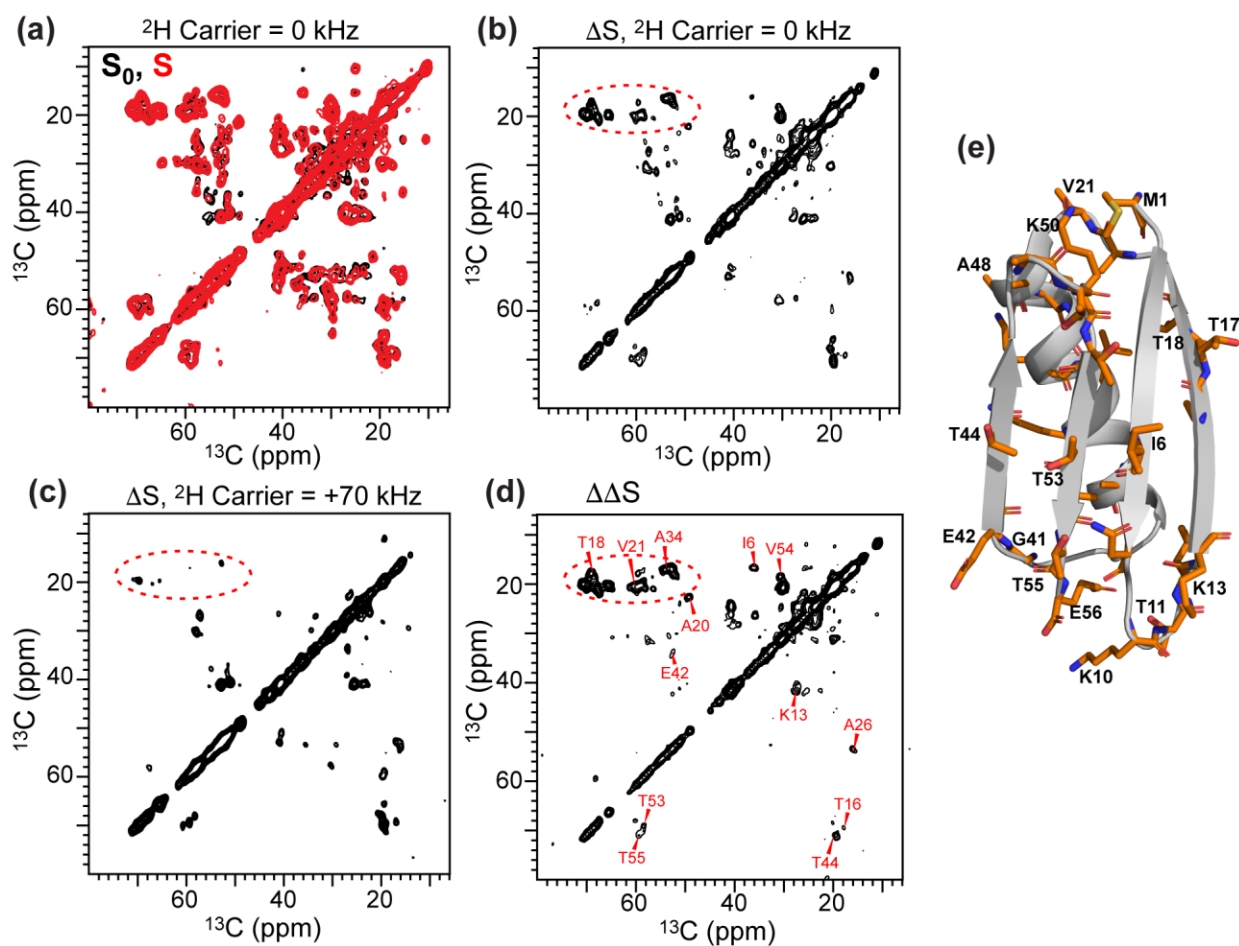 (a)
²H Carrier = 0 kHz
S₀, S
20
40
60
¹³C (ppm)
60 40 20
¹³C (ppm)
(b)
ΔS, ²H Carrier = 0 kHz
20
40
60
¹³C (ppm)
60 40 20
¹³C (ppm)
(c)
ΔS, ²H Carrier = +70 kHz
20
40
60
¹³C (ppm)
60 40 20
¹³C (ppm)
(d)
ΔΔS
T18
V21
A34
I6
V54
A20
E42
K13
A26
T53
T55
T16
T44
20
40
60
¹³C (ppm)
60 40 20
¹³C (ppm)
(e)
V21
M1
K50
A48
T17
T18
T44
I6
T53
E42
G41
T55
E56
K13
T11
K10